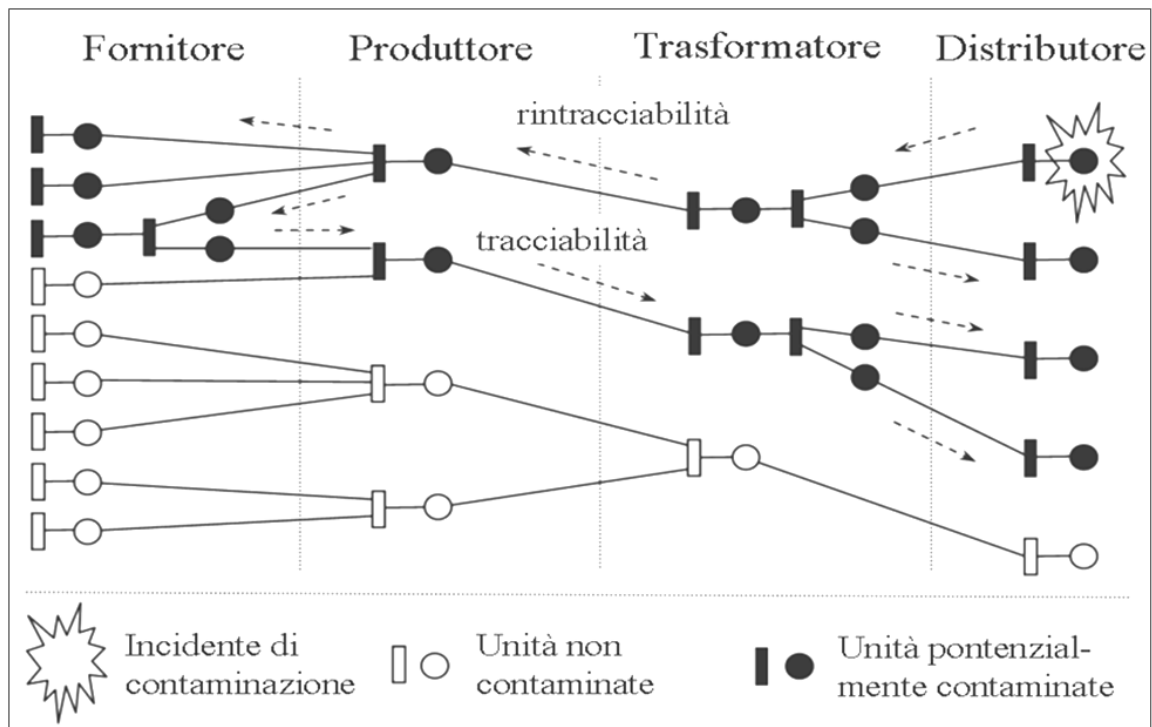 Fornitore
Produttore
Trasformatore
Distributore
rintracciabilità
tracciabilità
Incidente di
contaminazione
Unità non
contaminate
Unità pontenzial-
mente contaminate